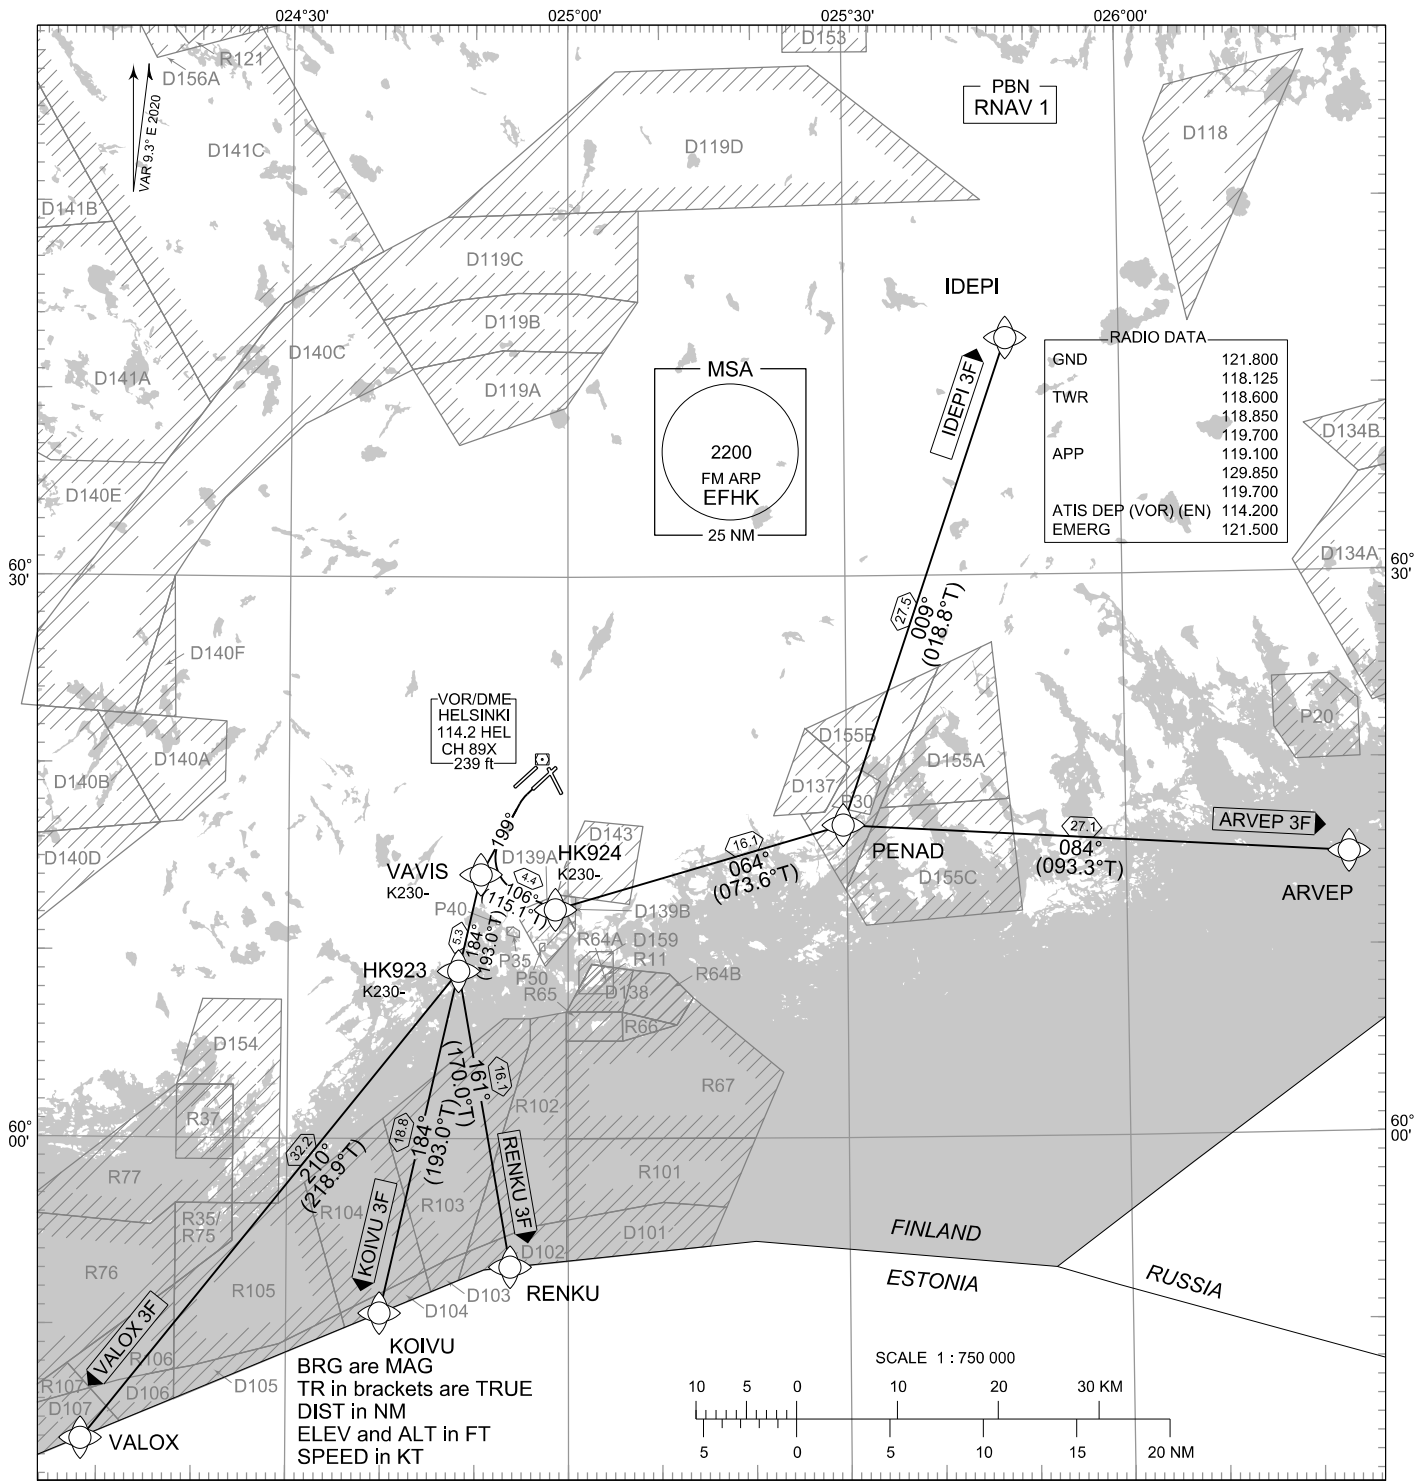 024°30' 025°00' 025°30' 026°00'
D153
R121
D156A
VAR 9.3° E 2020
PBN
RNAV 1
D118
D141C
D119D
D141B
D119C
IDEPI
D119B
D140C
D141A
D119A
MSA
2200
FM ARP
EFHK
25 NM
IDEPI 3F
RADIO DATA
GND 121.800
118.125
TWR 118.600
118.850
119.700
APP 119.100
129.850
119.700
ATIS DEP (VOR) (EN) 114.200
EMERG 121.500
D134B
D140E
D134A
60°
30'
60°
30'
27.5
009°
(018.8°T)
D140F
VOR/DME
HELSINKI
114.2 HEL
CH 89X
239 ft
P20
D155B
D140A
D140B
D155A
D137
P30
199°
D143
16.1
064°
(073.6°T)
PENAD
27.1
084°
(093.3°T)
ARVEP 3F
ARVEP
D140D
D139A
HK924
K230-
VAVIS
K230-
4.4
106°
(115.1°T)
D155C
P40
D139B
5.3
184°
(193.0°T)
R64A
D159
P35
R11
HK923
K230-
P50
R64B
R65
D138
R66
D154
161°
(170.0°T)
16.1
R67
R102
R37
18.8
184°
(193.0°T)
60°
00'
60°
00'
32.2
210°
(218.9°T)
R77
R101
RENKU 3F
R35/
R75
R104
R103
KOIVU 3F
D101
FINLAND
D102
R76
R105
D103
RENKU
ESTONIA
RUSSIA
D104
VALOX 3F
KOIVU
R106
SCALE 1 : 750 000
R107
D106
D105
D107
VALOX
BRG are MAG
TR in brackets are TRUE
DIST in NM
ELEV and ALT in FT
SPEED in KT
10 5 0 10 20 30 KM
5 0 5 10 15 20 NM